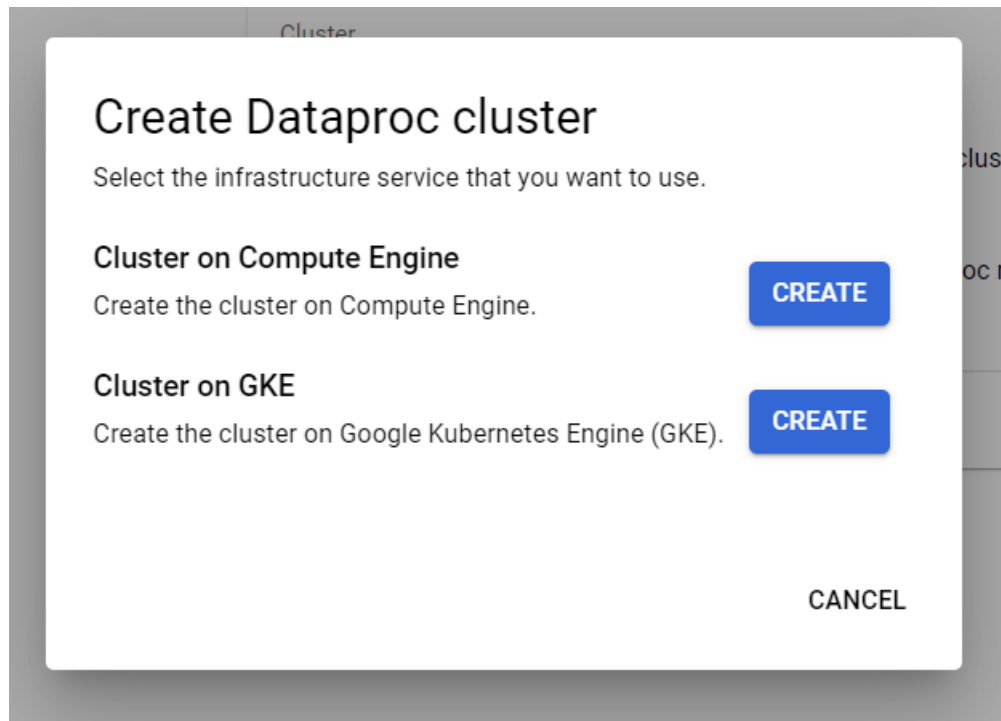 Cluster
Create Dataproc cluster
Select the infrastructure service that you want to use.
Cluster on Compute Engine
Create the cluster on Compute Engine.
CREATE
Cluster on GKE
Create the cluster on Google Kubernetes Engine (GKE).
CREATE
CANCEL